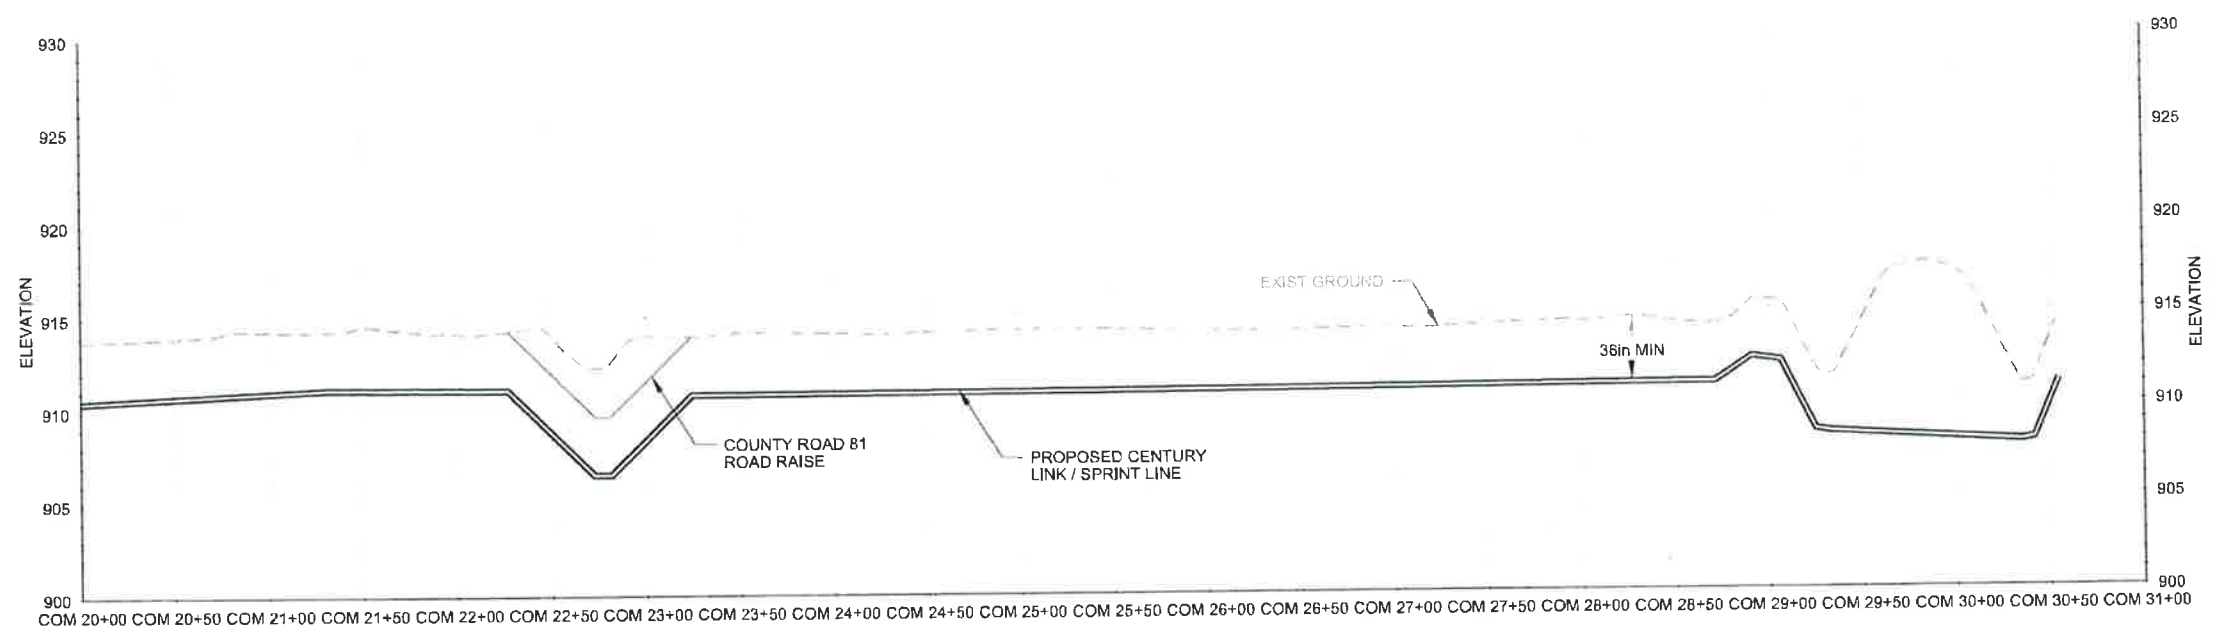 930
925
920
915
910
905
900
ELEVATION
EXIST GROUND
36in MIN
COUNTY ROAD 81
ROAD RAISE
PROPOSED CENTURY
LINK / SPRINT LINE
930
925
920
915
910
905
900
ELEVATION
COM 20+00 COM 20+50 COM 21+00 COM 21+50 COM 22+00 COM 22+50 COM 23+00 COM 23+50 COM 24+00 COM 24+50 COM 25+00 COM 25+50 COM 26+00 COM 26+50 COM 27+00 COM 27+50 COM 28+00 COM 28+50 COM 29+00 COM 29+50 COM 30+00 COM 30+50 COM 31+00